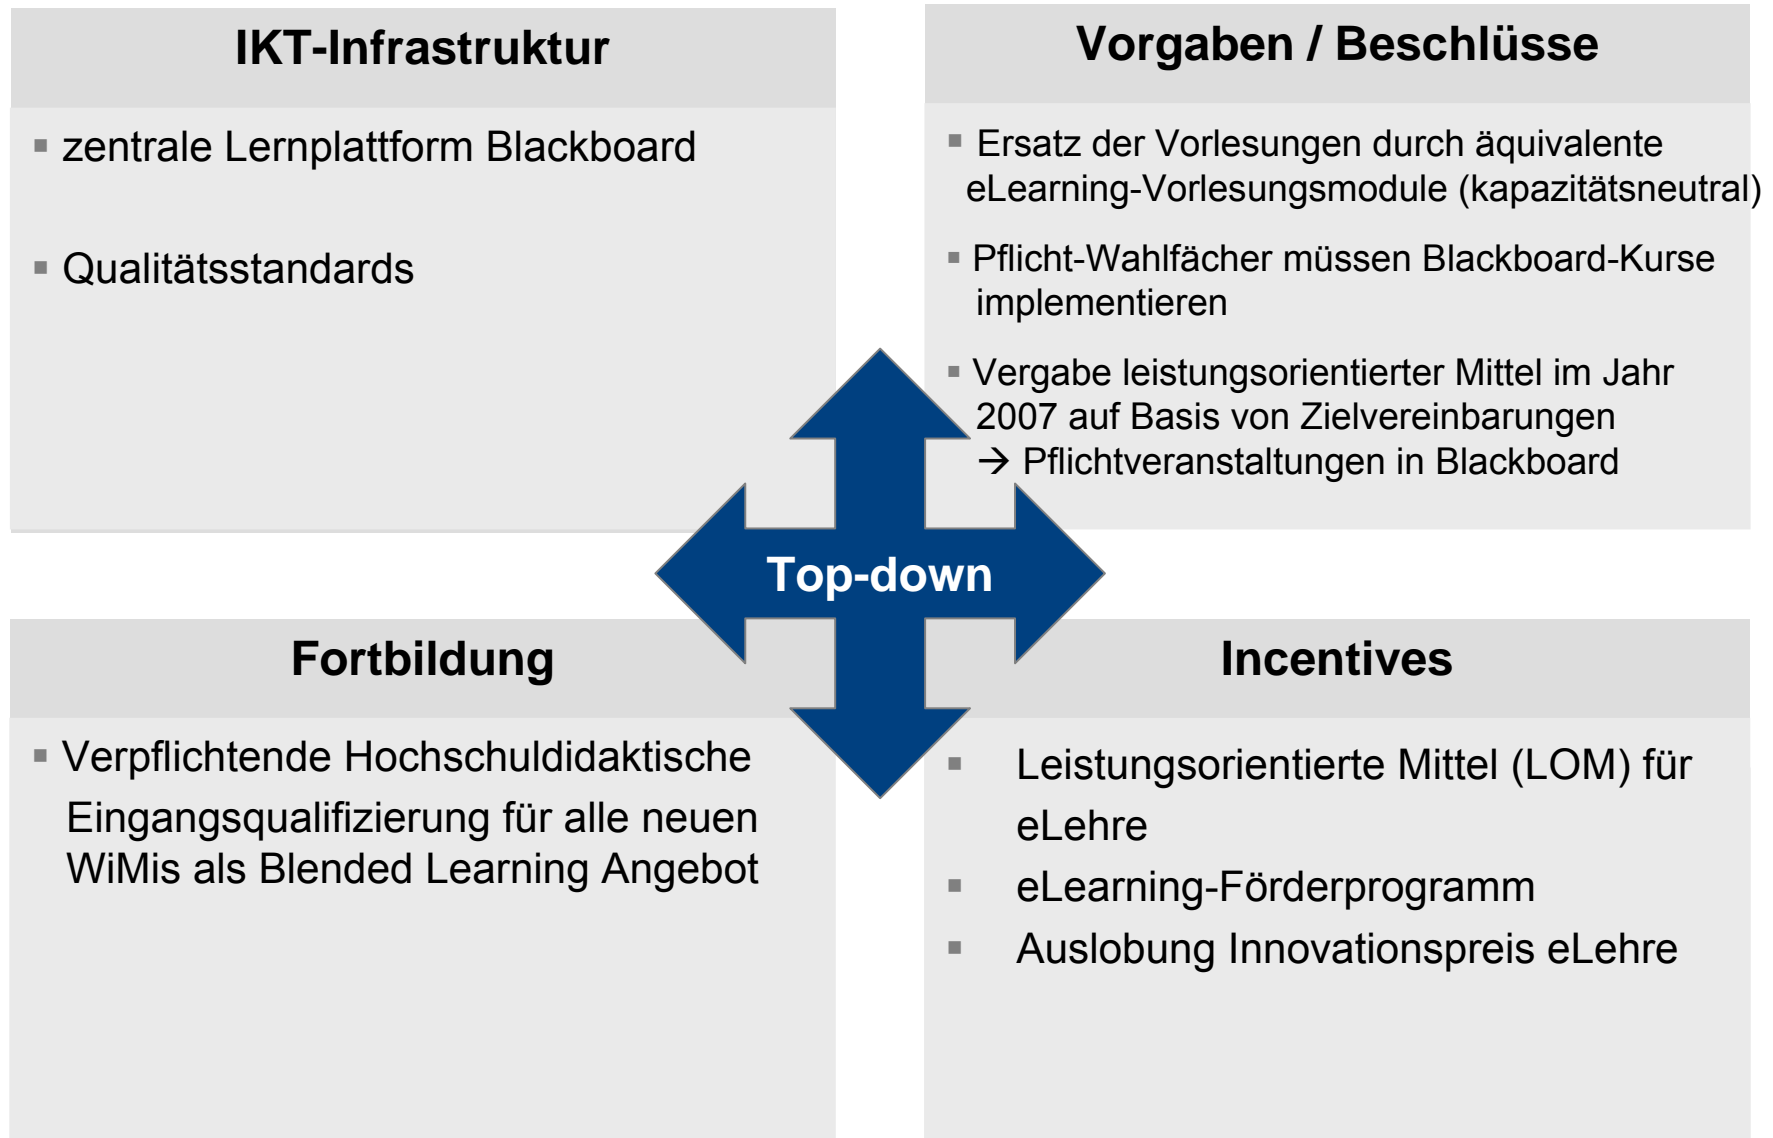 IKT-Infrastruktur
▪ zentrale Lernplattform Blackboard
▪ Qualitätsstandards
Vorgaben / Beschlüsse
▪ Ersatz der Vorlesungen durch äquivalente
eLearning-Vorlesungsmodule (kapazitätsneutral)
▪ Pflicht-Wahlfächer müssen Blackboard-Kurse
implementieren
▪ Vergabe leistungsorientierter Mittel im Jahr
2007 auf Basis von Zielvereinbarungen
→ Pflichtveranstaltungen in Blackboard
Top-down
Fortbildung
▪ Verpflichtende Hochschuldidaktische
Eingangsqualifizierung für alle neuen
WiMis als Blended Learning Angebot
Incentives
▪ Leistungsorientierte Mittel (LOM) für
eLehre
▪ eLearning-Förderprogramm
▪ Auslobung Innovationspreis eLehre